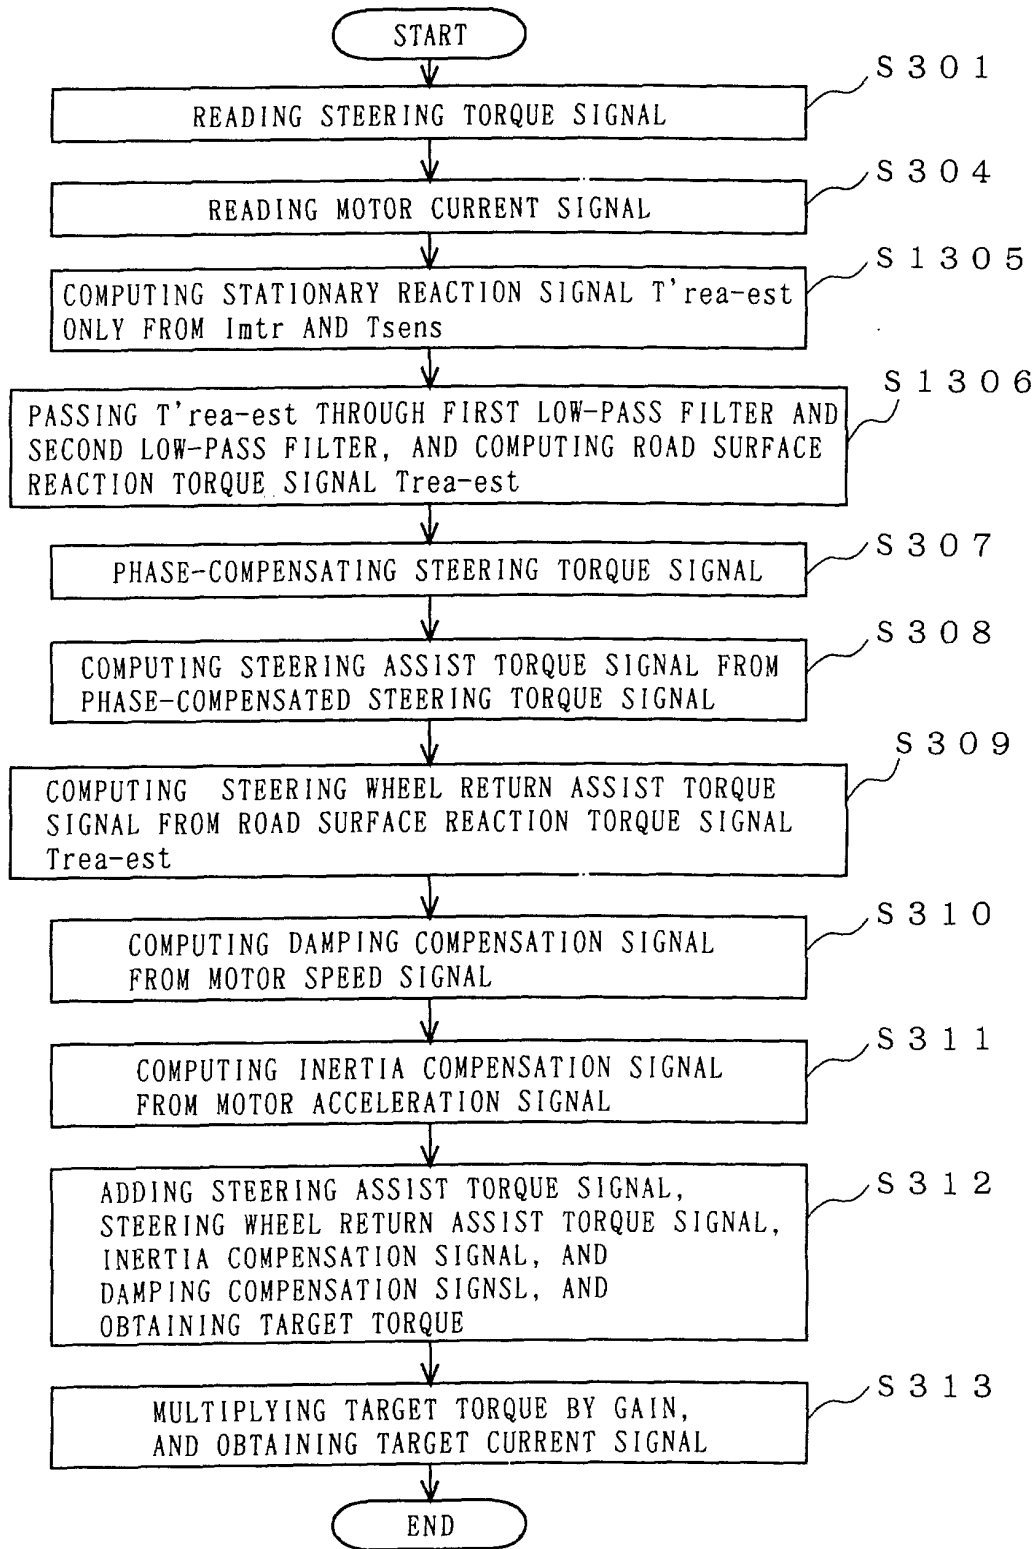 START
S301
READING STEERING TORQUE SIGNAL
S304
READING MOTOR CURRENT SIGNAL
S1305
COMPUTING STATIONARY REACTION SIGNAL T'rea-est
ONLY FROM Imtr AND Tsens
S1306
PASSING T'rea-est THROUGH FIRST LOW-PASS FILTER AND
SECOND LOW-PASS FILTER, AND COMPUTING ROAD SURFACE
REACTION TORQUE SIGNAL Trea-est
S307
PHASE-COMPENSATING STEERING TORQUE SIGNAL
S308
COMPUTING STEERING ASSIST TORQUE SIGNAL FROM
PHASE-COMPENSATED STEERING TORQUE SIGNAL
S309
COMPUTING STEERING WHEEL RETURN ASSIST TORQUE
SIGNAL FROM ROAD SURFACE REACTION TORQUE SIGNAL
Trea-est
S310
COMPUTING DAMPING COMPENSATION SIGNAL
FROM MOTOR SPEED SIGNAL
S311
COMPUTING INERTIA COMPENSATION SIGNAL
FROM MOTOR ACCELERATION SIGNAL
S312
ADDING STEERING ASSIST TORQUE SIGNAL,
STEERING WHEEL RETURN ASSIST TORQUE SIGNAL,
INERTIA COMPENSATION SIGNAL, AND
DAMPING COMPENSATION SIGNSL, AND
OBTAINING TARGET TORQUE
S313
MULTIPLYING TARGET TORQUE BY GAIN,
AND OBTAINING TARGET CURRENT SIGNAL
END